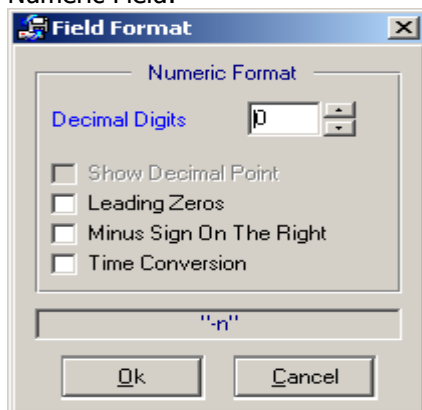 Numeric Field:
Field Format
Numeric Format
Decimal Digits 0
Show Decimal Point
Leading Zeros
Minus Sign On The Right
Time Conversion
"-n"
Ok Cancel